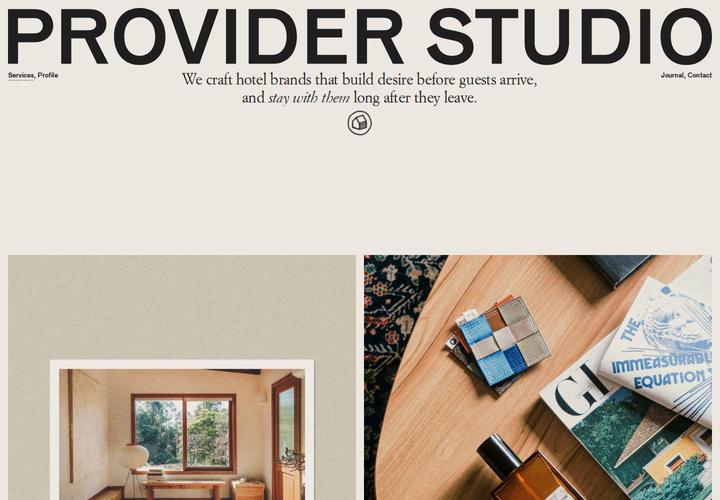 PROVIDER STUDIO
Services, Profile
Journal, Contact
We craft hotel brands that build desire before guests arrive,
and stay with them long after they leave.
THE
IMMEASURABLE
EQUATION
GI